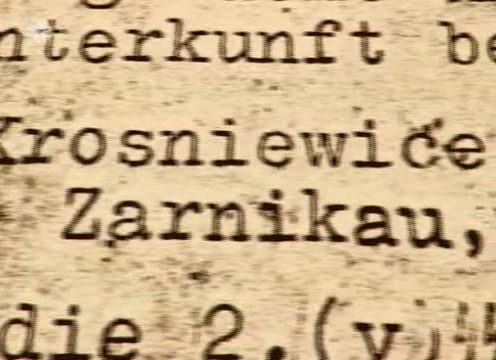 nterkunft be
Krosniewice
Zarnikau,
die 2.(v)